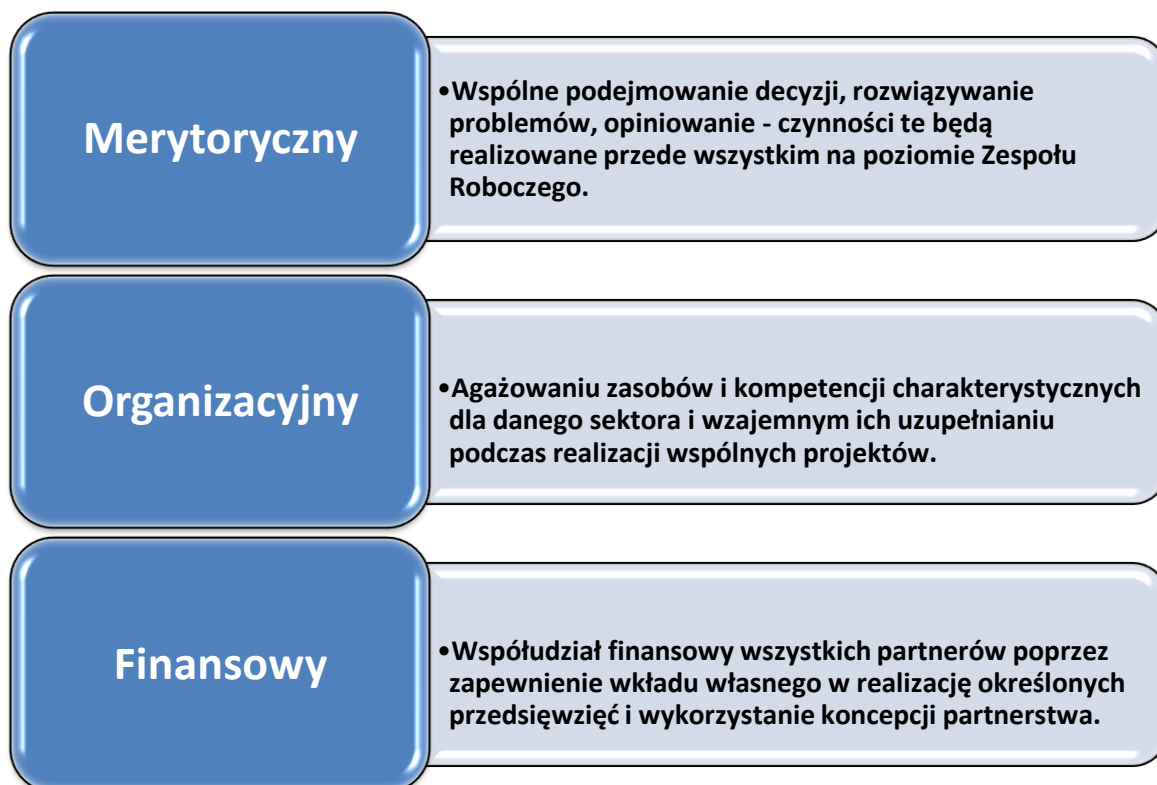 Merytoryczny
•Wspólne podejmowanie decyzji, rozwiązywanie
problemów, opiniowanie - czynności te będą
realizowane przede wszystkim na poziomie Zespołu
Roboczego.
Organizacyjny
•Agażowaniu zasobów i kompetencji charakterystycznych
dla danego sektora i wzajemnym ich uzupełnianiu
podczas realizacji wspólnych projektów.
Finansowy
•Współudział finansowy wszystkich partnerów poprzez
zapewnienie wkładu własnego w realizację określonych
przedsięwzięć i wykorzystanie koncepcji partnerstwa.